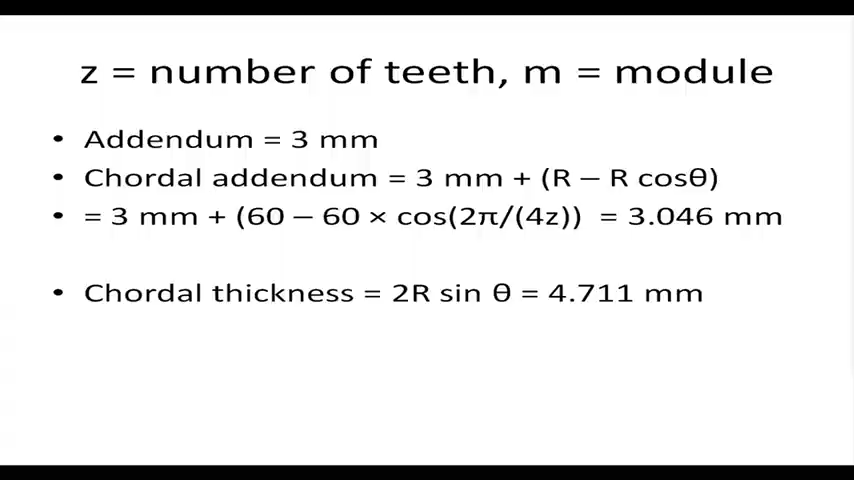 z = number of teeth, m = module
• Addendum = 3 mm
• Chordal addendum = 3 mm + (R – R cosθ)
• = 3 mm + (60 – 60 × cos(2π/(4z)) = 3.046 mm
• Chordal thickness = 2R sin θ = 4.711 mm